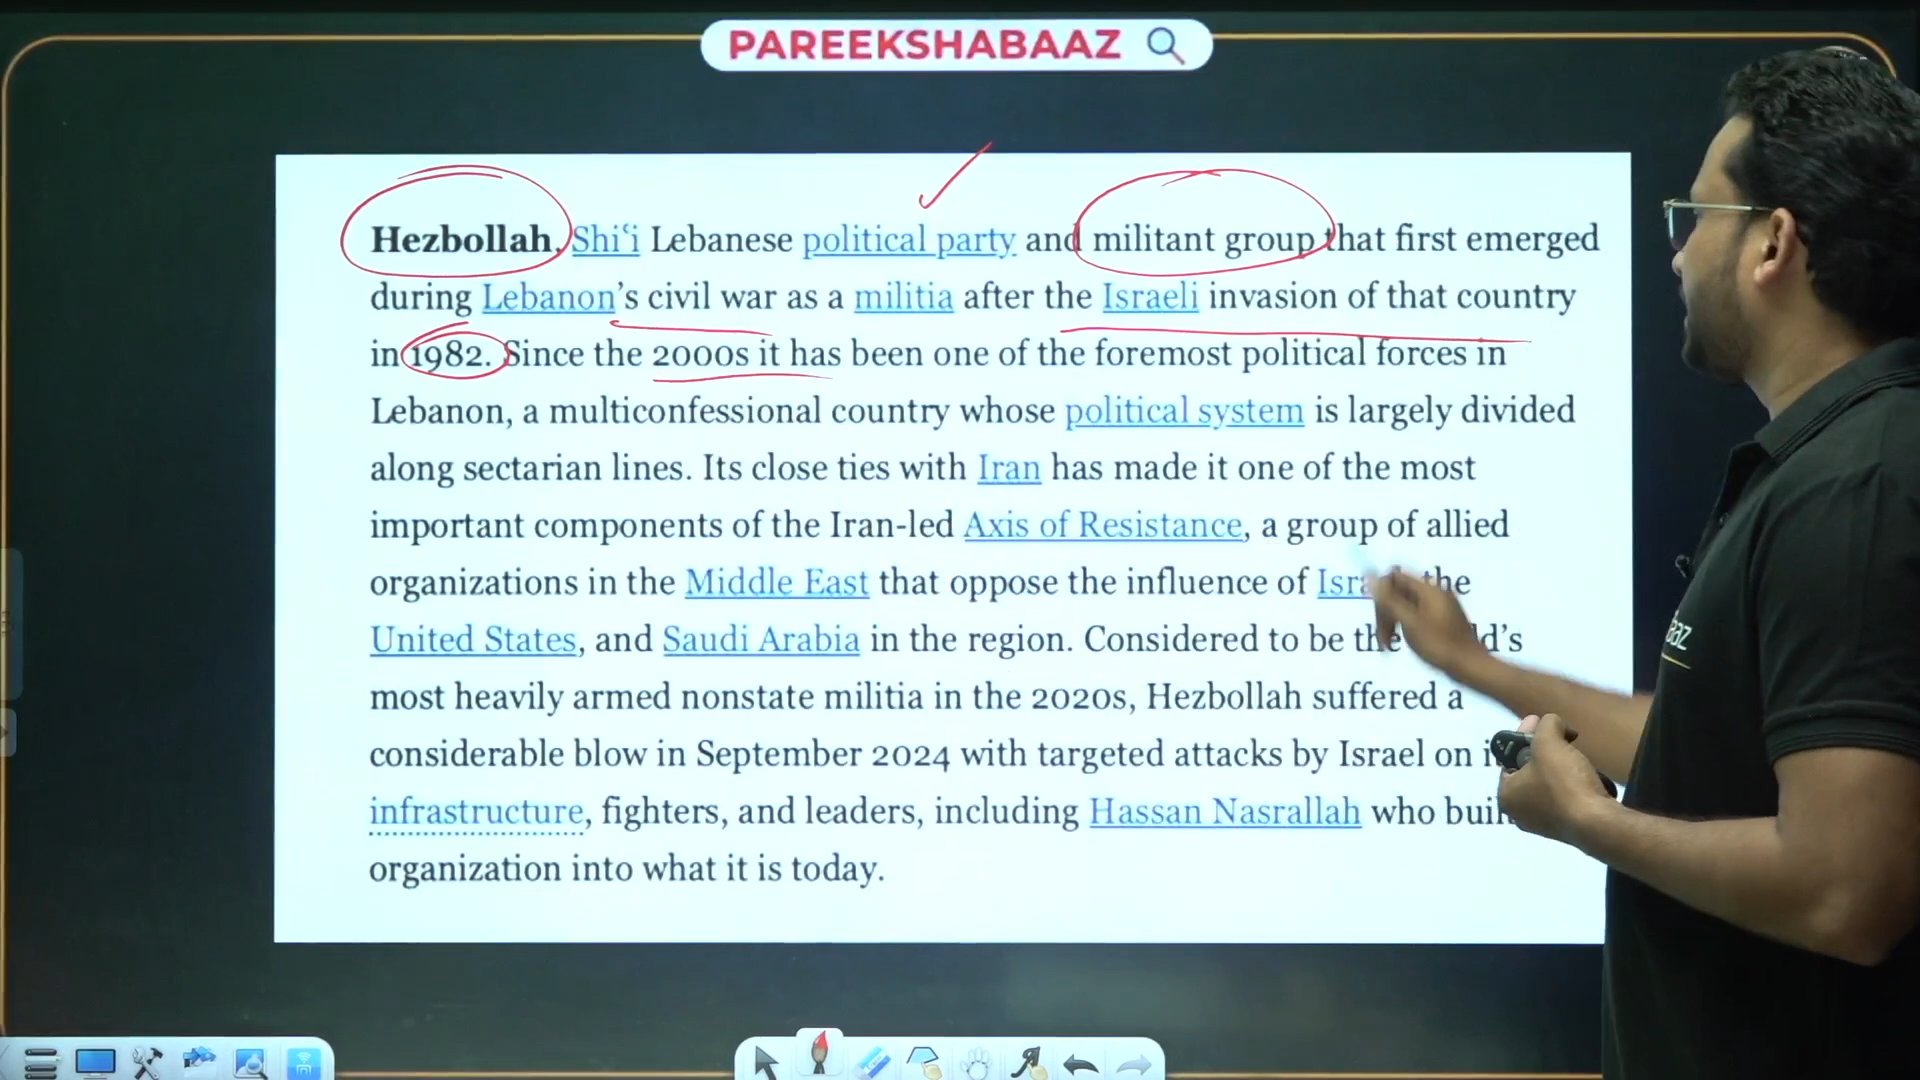 PAREEKSHABAAZ
Hezbollah, Shiʿi Lebanese political party and militant group that first emerged
during Lebanon’s civil war as a militia after the Israeli invasion of that country
in 1982. Since the 2000s it has been one of the foremost political forces in
Lebanon, a multiconfessional country whose political system is largely divided
along sectarian lines. Its close ties with Iran has made it one of the most
important components of the Iran-led Axis of Resistance, a group of allied
organizations in the Middle East that oppose the influence of the
United States, and Saudi Arabia in the region. Considered to be the
most heavily armed nonstate militia in the 2020s, Hezbollah suffered a
considerable blow in September 2024 with targeted attacks by Israel on
infrastructure, fighters, and leaders, including Hassan Nasrallah who
organization into what it is today.